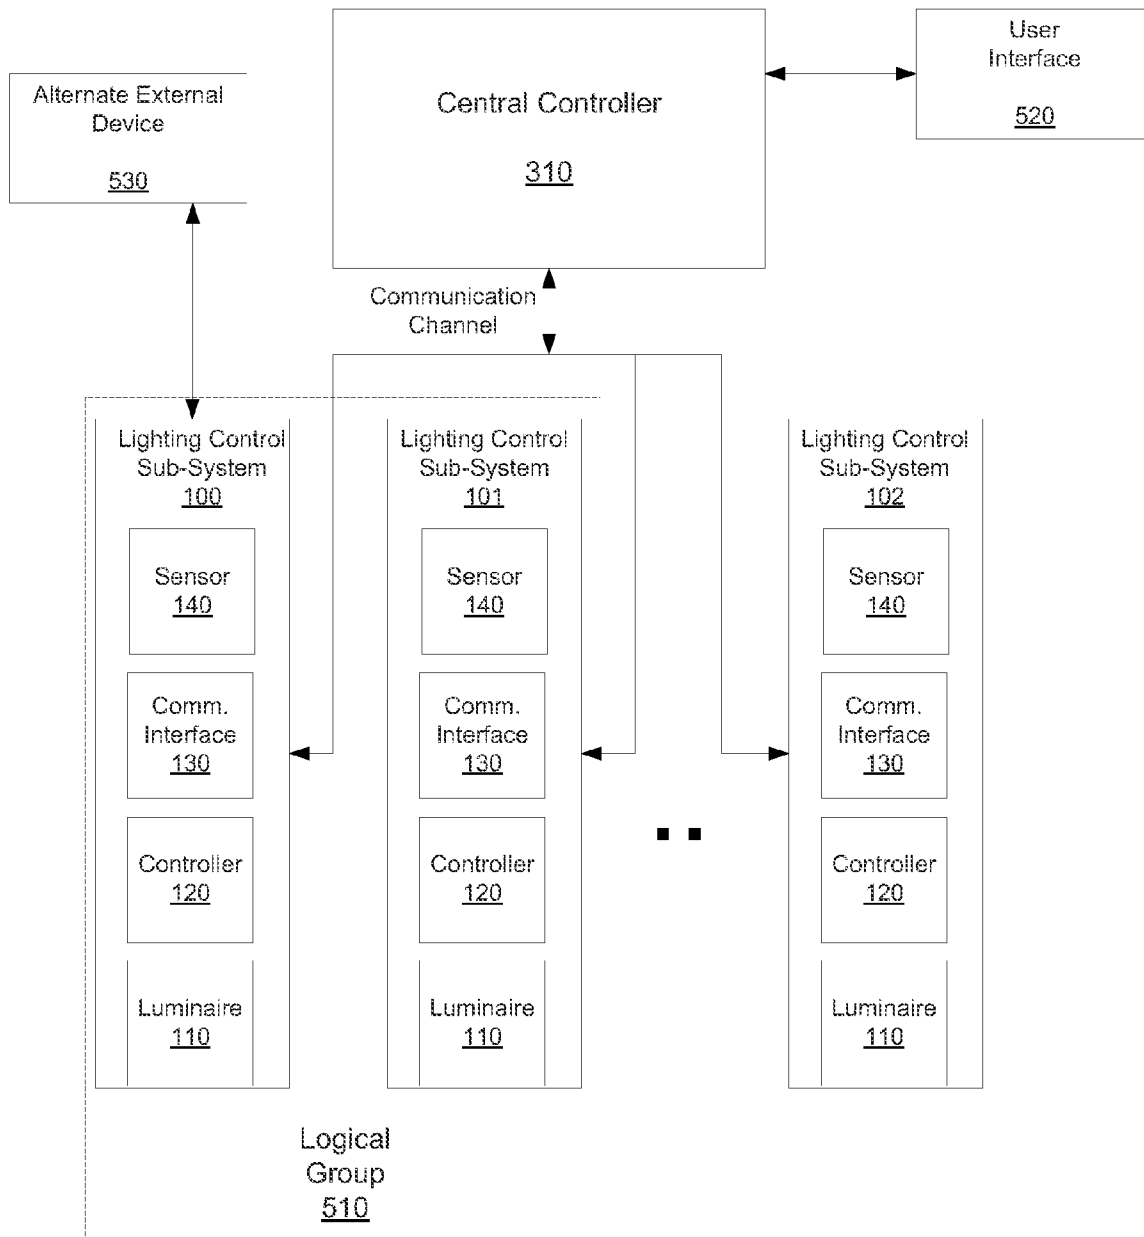 User
Interface
520
Alternate External
Device
530
Central Controller
310
Communication
Channel
Lighting Control
Sub-System
100
Sensor
140
Comm.
Interface
130
Controller
120
Luminaire
110
Lighting Control
Sub-System
101
Sensor
140
Comm.
Interface
130
Controller
120
Luminaire
110
Lighting Control
Sub-System
102
Sensor
140
Comm.
Interface
130
Controller
120
Luminaire
110
Logical
Group
510